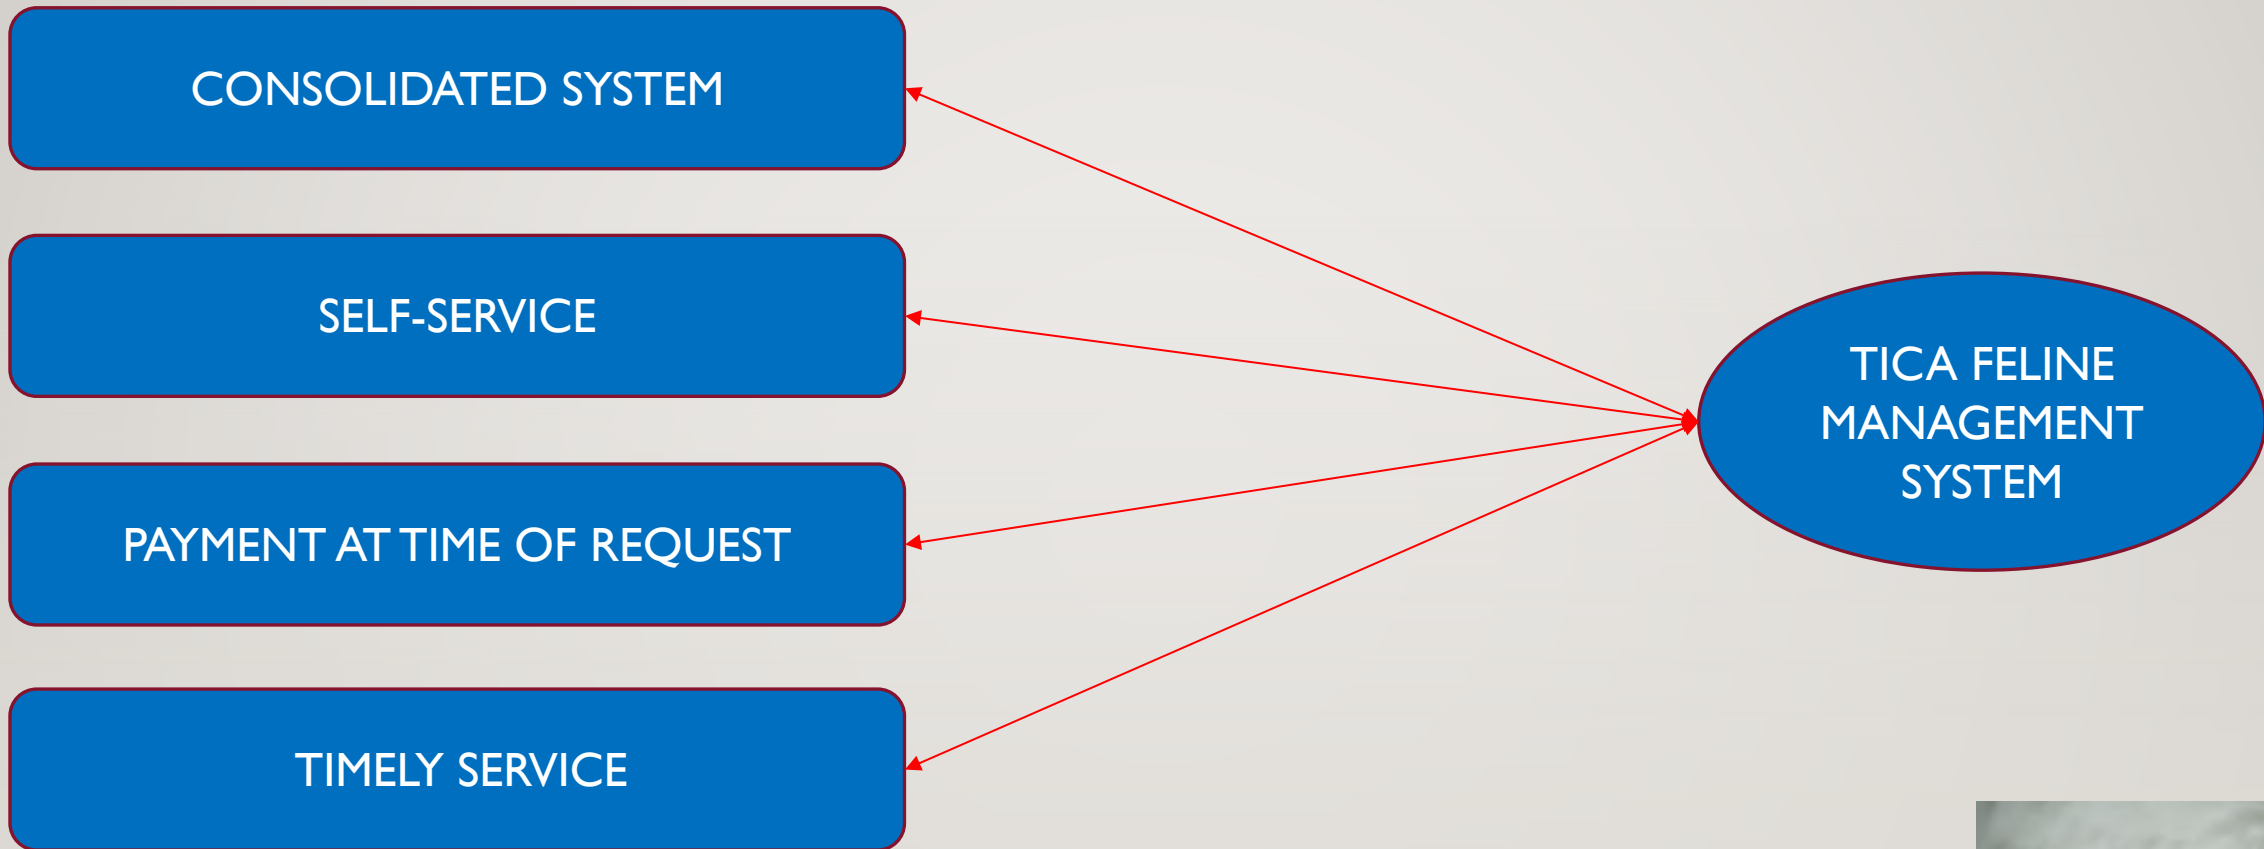 CONSOLIDATED SYSTEM
SELF-SERVICE
PAYMENT AT TIME OF REQUEST
TIMELY SERVICE
TICA FELINE
MANAGEMENT
SYSTEM